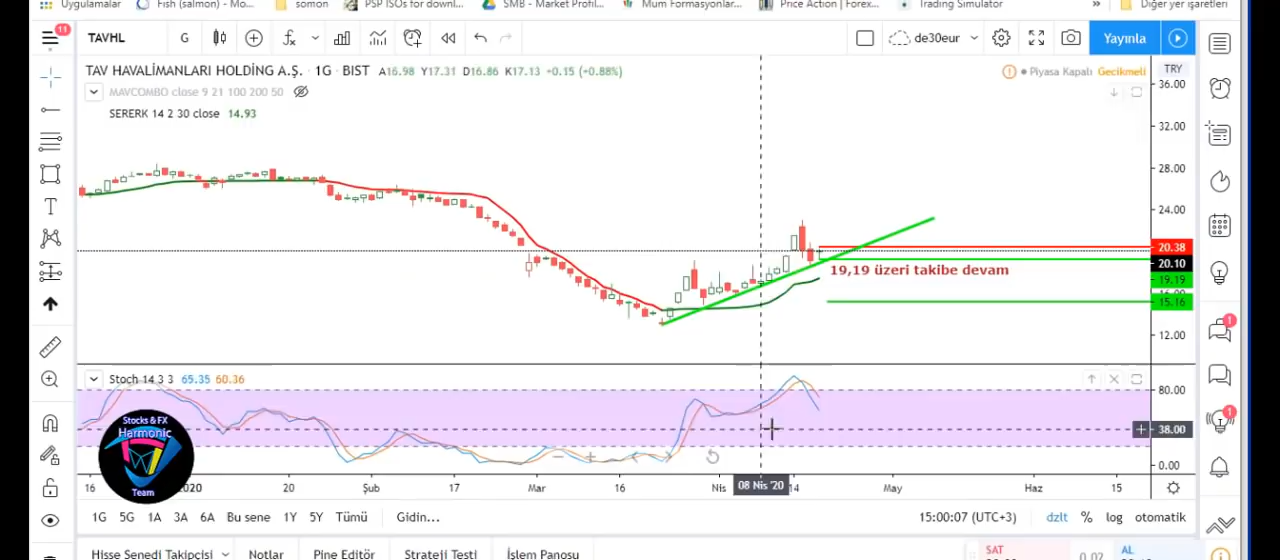 Uygulamalar Fish (salmon) - Mo... somon PSP ISOs for downl... SMB - Market Profil... Mum Formasyonlar... Price Action | Forex... Trading Simulator » Diğer yer işaretleri
11 TAVHL G fx de30eur Yayınla
TAV HAVALİMANLARI HOLDİNG A.Ş. · 1G · BIST A16.98 Y17.31 D16.86 K17.13 +0.15 (+0.88%) Piyasa Kapalı Gecikmeli TRY
36.00
MAVCOMBO close 9 21 100 200 50
SERERK 14 2 30 close 14.93
32.00
28.00
24.00
20.38
20.10
19,19 üzeri takibe devam
19.19
15.16
12.00
1
Stoch 14 3 3 65.35 60.36
80.00
1
38.00
0.00
Stocks & FX
Harmonic
Team
16 2020 20 Şub 17 Mar 16 Nis 08 Nis '20 14 May Haz 15
1G 5G 1A 3A 6A Bu sene 1Y 5Y Tümü Gidin... 15:00:07 (UTC+3) dzlt % log otomatik
Hisse Senedi Takipçisi Notlar Pine Editör Strateji Testi İşlem Panosu SAT 0.02 AL